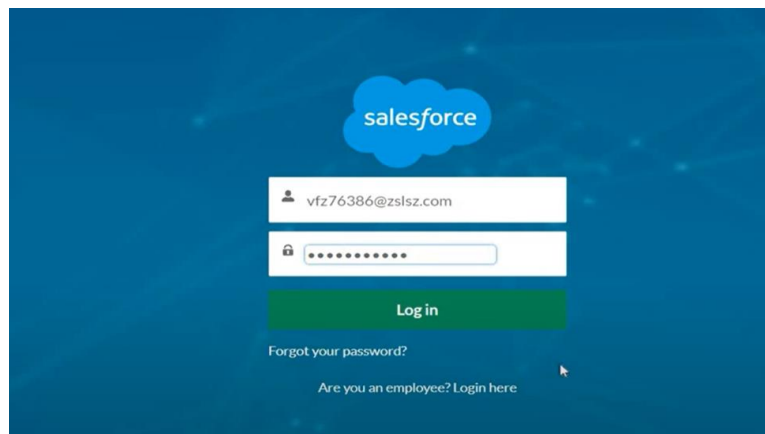 salesforce
vfz76386@zslsz.com
•••••••••••
Log in
Forgot your password?
Are you an employee? Login here